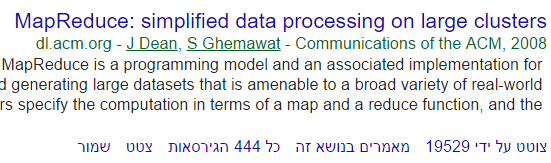 MapReduce: simplified data processing on large clusters
dl.acm.org - J Dean, S Ghemawat - Communications of the ACM, 2008
MapReduce is a programming model and an associated implementation for
generating large datasets that is amenable to a broad variety of real-world
specify the computation in terms of a map and a reduce function, and the
צוטט על ידי 19529 מאמרים בנושא זה כל 444 הגירסאות צטט שמור